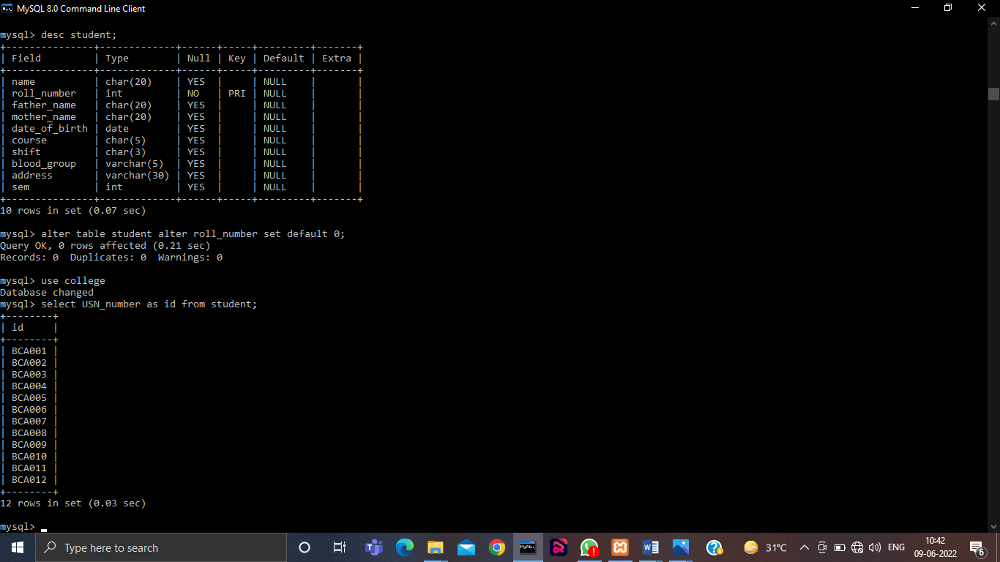 MySQL 8.0 Command Line Client
mysql> desc student;
+---------------+-------------+------+-----+---------+-------+
| Field         | Type        | Null | Key | Default | Extra |
+---------------+-------------+------+-----+---------+-------+
| name          | char(20)    | YES  |     | NULL    |       |
| roll_number   | int         | NO   | PRI | NULL    |       |
| father_name   | char(20)    | YES  |     | NULL    |       |
| mother_name   | char(20)    | YES  |     | NULL    |       |
| date_of_birth | date        | YES  |     | NULL    |       |
| course        | char(5)     | YES  |     | NULL    |       |
| shift         | char(3)     | YES  |     | NULL    |       |
| blood_group   | varchar(5)  | YES  |     | NULL    |       |
| address       | varchar(30) | YES  |     | NULL    |       |
| sem           | int         | YES  |     | NULL    |       |
+---------------+-------------+------+-----+---------+-------+
10 rows in set (0.07 sec)
mysql> alter table student alter roll_number set default 0;
Query OK, 0 rows affected (0.21 sec)
Records: 0  Duplicates: 0  Warnings: 0
mysql> use college
Database changed
mysql> select USN_number as id from student;
+--------+
| id     |
+--------+
| BCA001 |
| BCA002 |
| BCA003 |
| BCA004 |
| BCA005 |
| BCA006 |
| BCA007 |
| BCA008 |
| BCA009 |
| BCA010 |
| BCA011 |
| BCA012 |
+--------+
12 rows in set (0.03 sec)
mysql>
Type here to search
31°C
ENG
10:42
09-06-2022
6